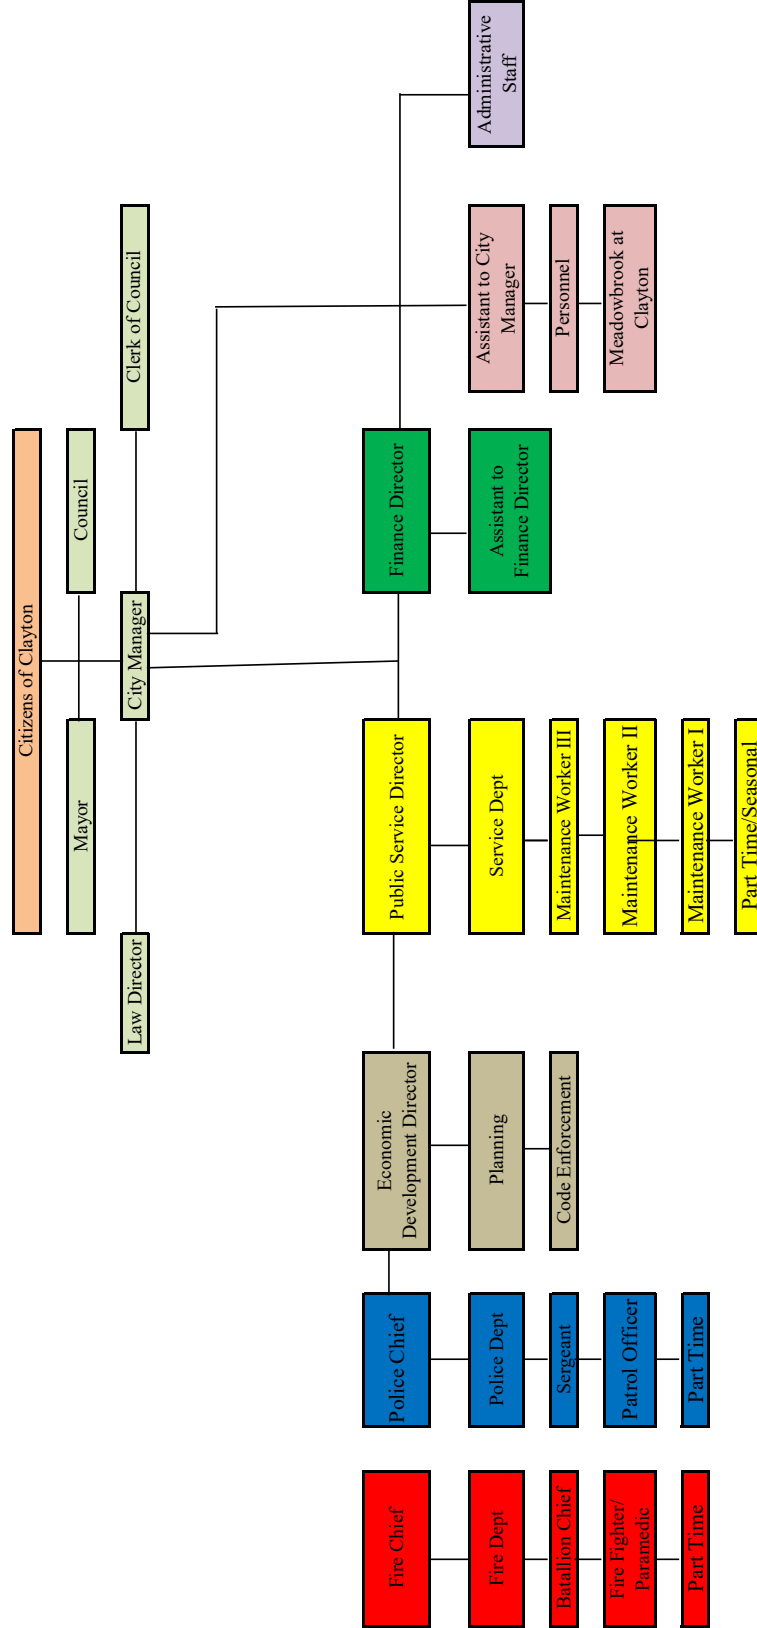 Citizens of Clayton
Mayor
Council
Law Director
City Manager
Clerk of Council
Fire Chief
Police Chief
Economic
Development Director
Public Service Director
Finance Director
Fire Dept
Police Dept
Planning
Service Dept
Assistant to
Finance Director
Assistant to City
Manager
Administrative
Staff
Batallion Chief
Sergeant
Code Enforcement
Maintenance Worker III
Personnel
Fire Fighter/
Paramedic
Patrol Officer
Maintenance Worker II
Meadowbrook at
Clayton
Part Time
Part Time
Maintenance Worker I
Part Time/Seasonal